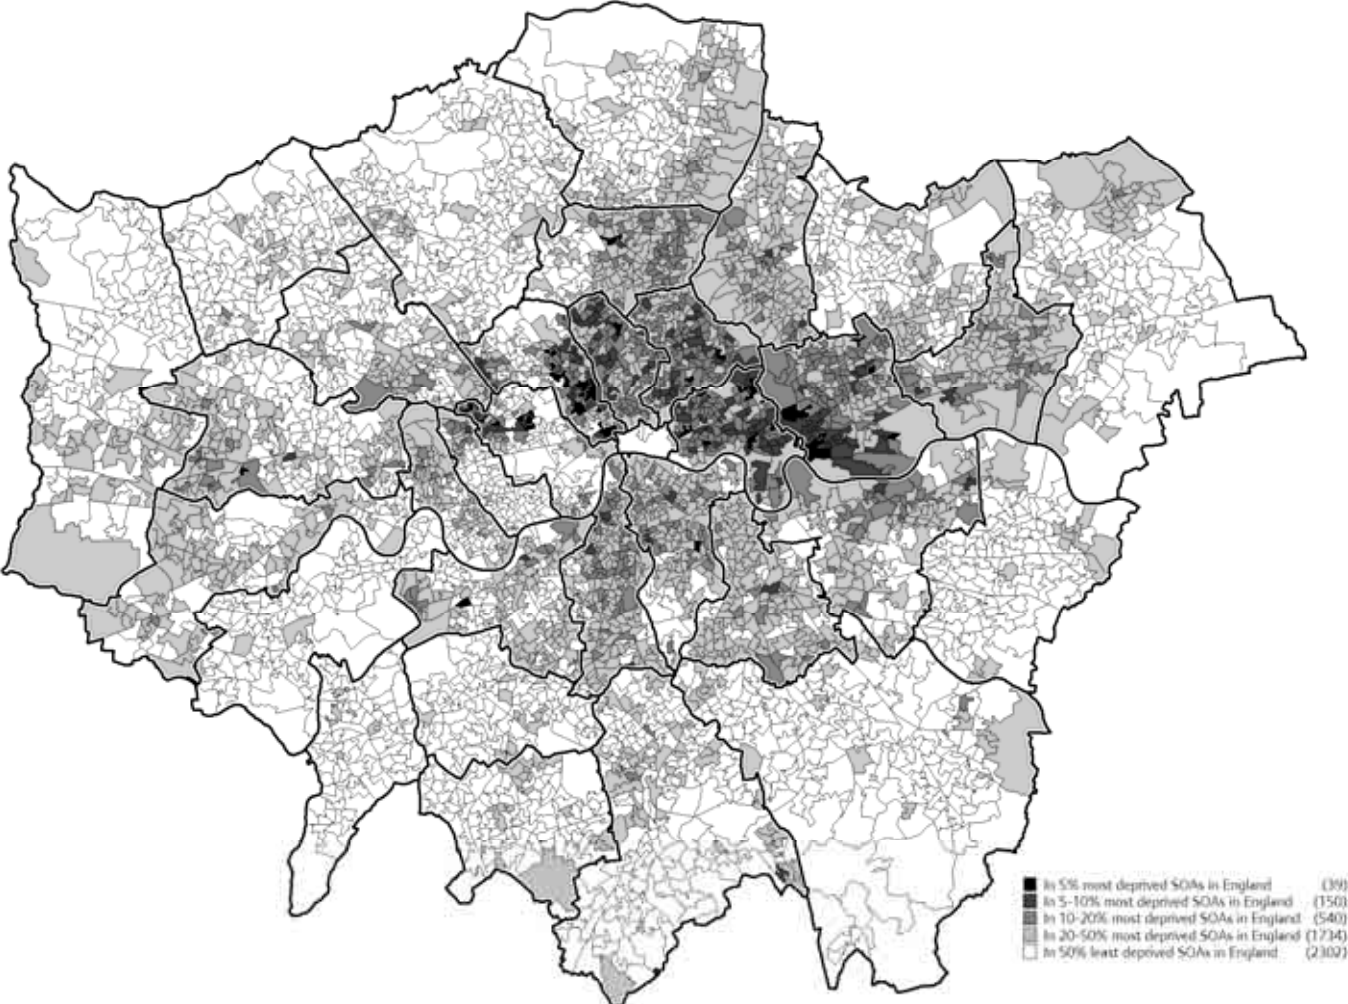 In 5% most deprived SOAs in England (39)
In 5-10% most deprived SOAs in England (150)
In 10-20% most deprived SOAs in England (540)
In 20-50% most deprived SOAs in England (1734)
In 50% least deprived SOAs in England (2302)